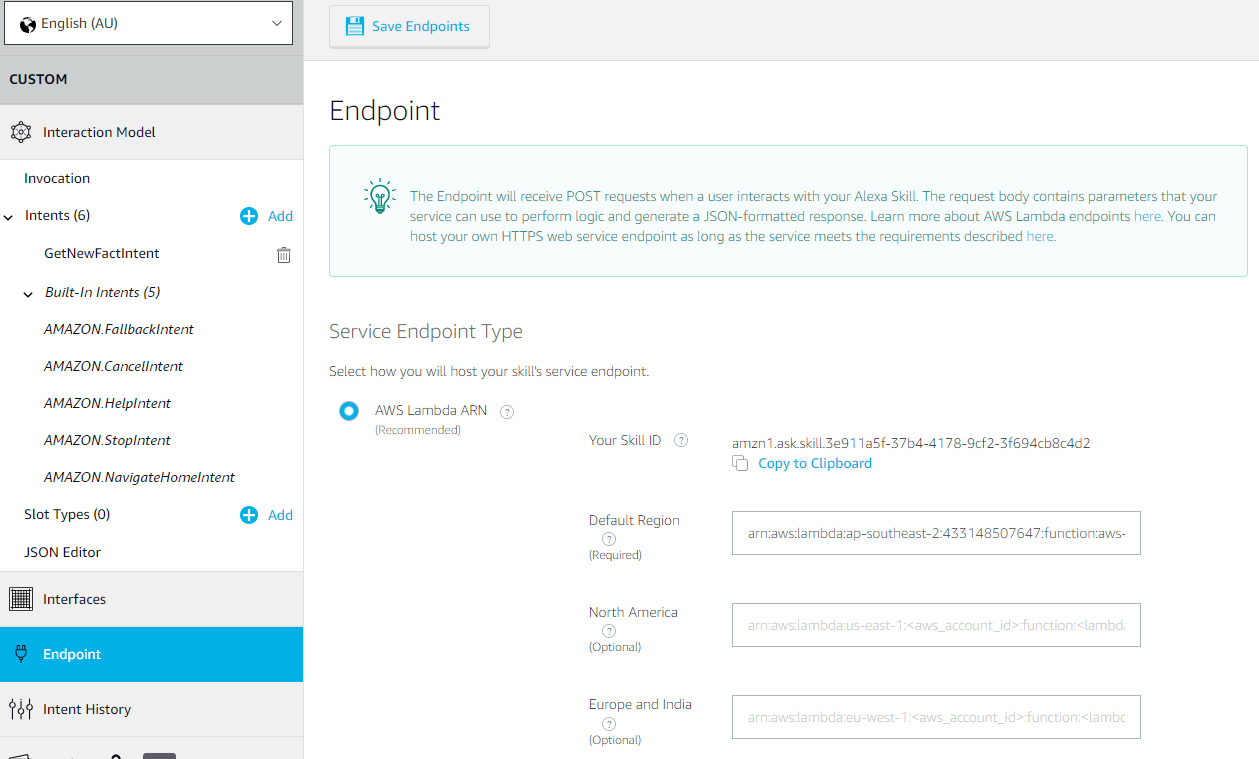 English (AU)
Save Endpoints
CUSTOM
Interaction Model
Invocation
Intents (6)
Add
GetNewFactIntent
Built-In Intents (5)
AMAZON.FallbackIntent
AMAZON.CancelIntent
AMAZON.HelpIntent
AMAZON.StopIntent
AMAZON.NavigateHomeIntent
Slot Types (0)
Add
JSON Editor
Interfaces
Endpoint
Intent History
Endpoint
The Endpoint will receive POST requests when a user interacts with your Alexa Skill. The request body contains parameters that your
service can use to perform logic and generate a JSON-formatted response. Learn more about AWS Lambda endpoints here. You can
host your own HTTPS web service endpoint as long as the service meets the requirements described here.
Service Endpoint Type
Select how you will host your skill's service endpoint.
AWS Lambda ARN ?
(Recommended)
Your Skill ID ?
amzn1.ask.skill.3e911a5f-37b4-4178-9cf2-3f694cb8c4d2
Copy to Clipboard
Default Region
?
(Required)
arn:aws:lambda:ap-southeast-2:433148507647:function:aws-
North America
?
(Optional)
arn:aws:lambda:us-east-1:<aws_account_id>:function:<lambda
Europe and India
?
(Optional)
arn:aws:lambda:eu-west-1:<aws_account_id>:function:<lambd